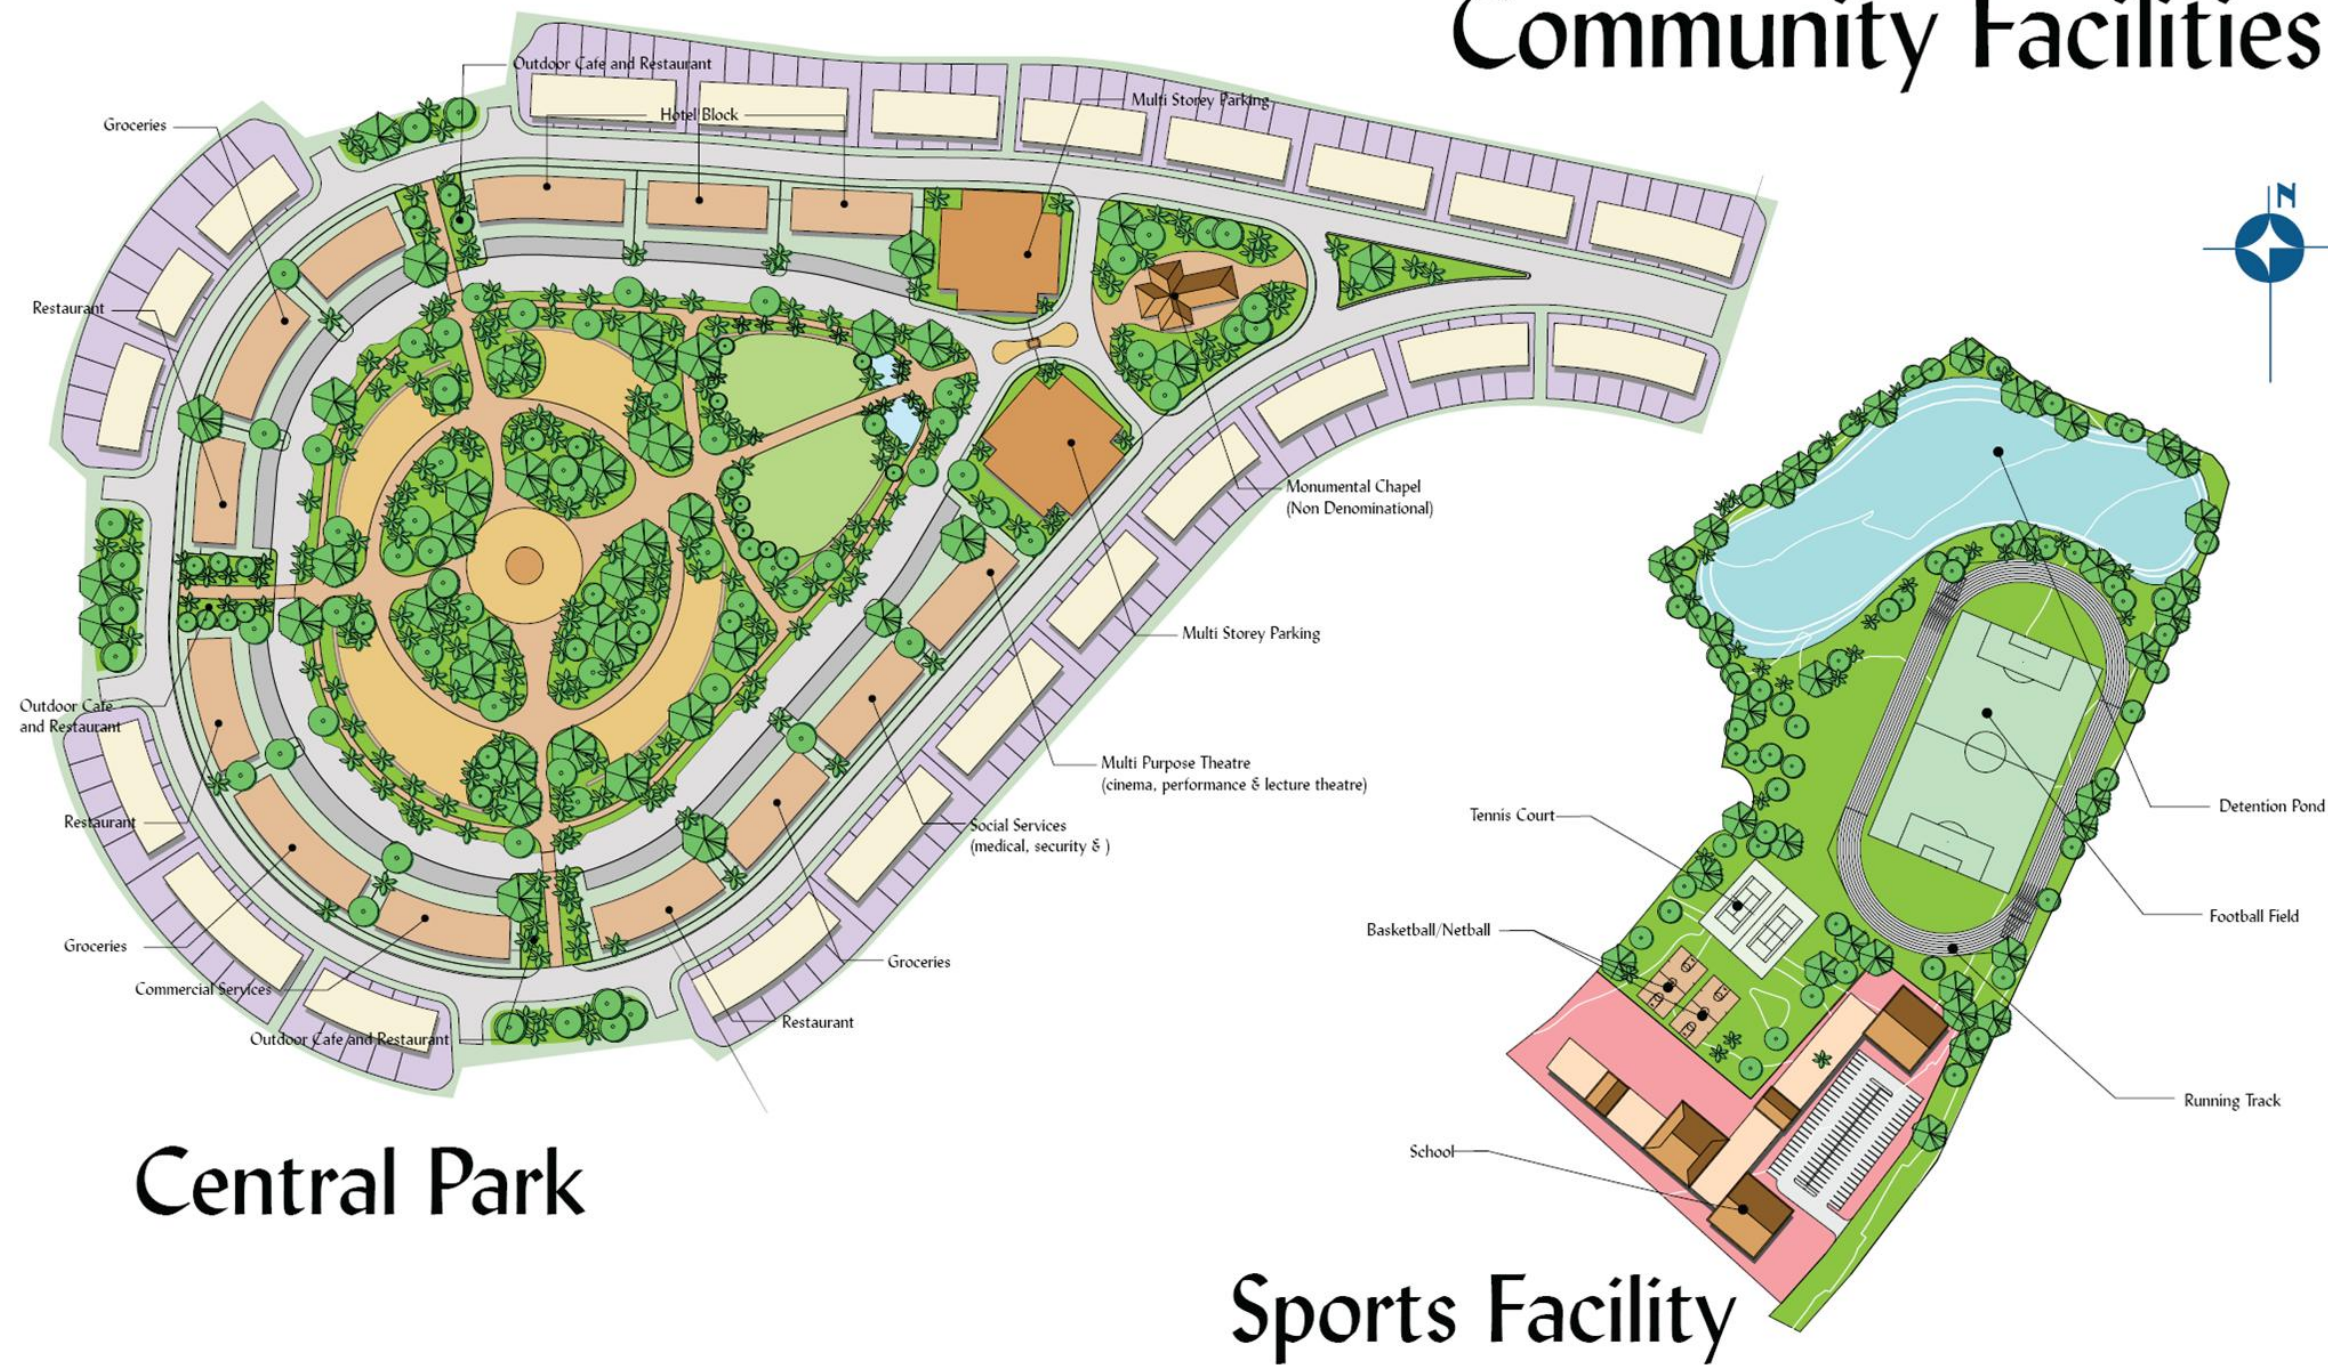 Community Facilities
Outdoor Cafe and Restaurant
Multi Storey Parking
Hotel Block
Groceries
N
Restaurant
Monumental Chapel
(Non Denominational)
Multi Storey Parking
Outdoor Cafe
and Restaurant
Multi Purpose Theatre
(cinema, performance & lecture theatre)
Restaurant
Social Services
(medical, security & )
Groceries
Groceries
Commercial Services
Restaurant
Outdoor Cafe and Restaurant
Central Park
Detention Pond
Tennis Court
Football Field
Basketball/Netball
Running Track
School
Sports Facility